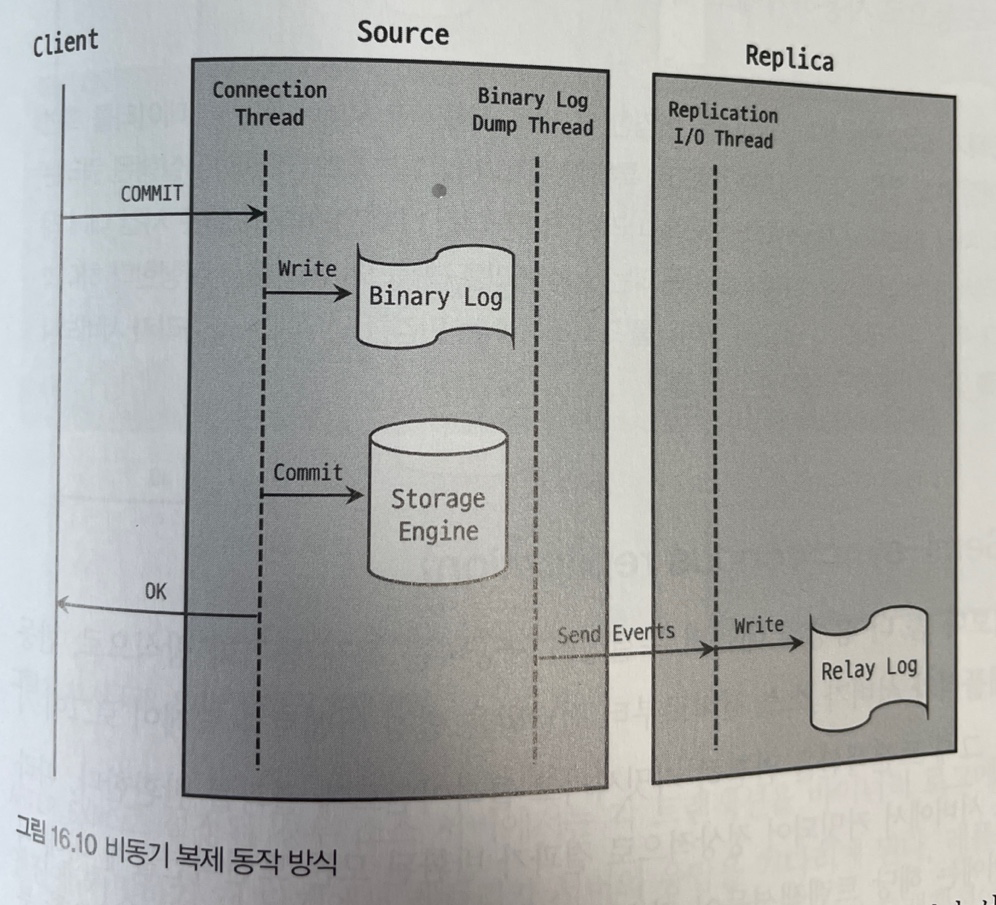 Client
Source
Replica
Connection
Thread
Binary Log
Dump Thread
Replication
I/O Thread
COMMIT
Write
Binary Log
Commit
Storage
Engine
OK
Send Events
Write
Relay Log
그림 16.10 비동기 복제 동작 방식